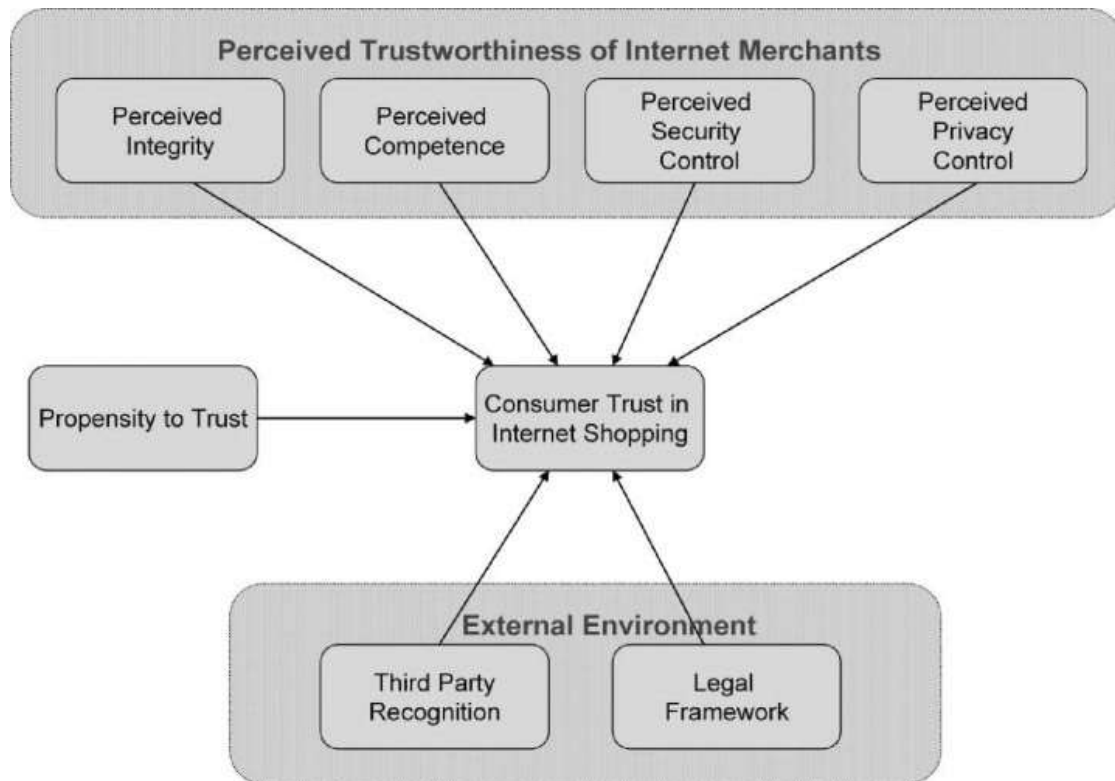 Perceived Trustworthiness of Internet Merchants
Perceived
Integrity
Perceived
Competence
Perceived
Security
Control
Perceived
Privacy
Control
Propensity to Trust
Consumer Trust in
Internet Shopping
External Environment
Third Party
Recognition
Legal
Framework